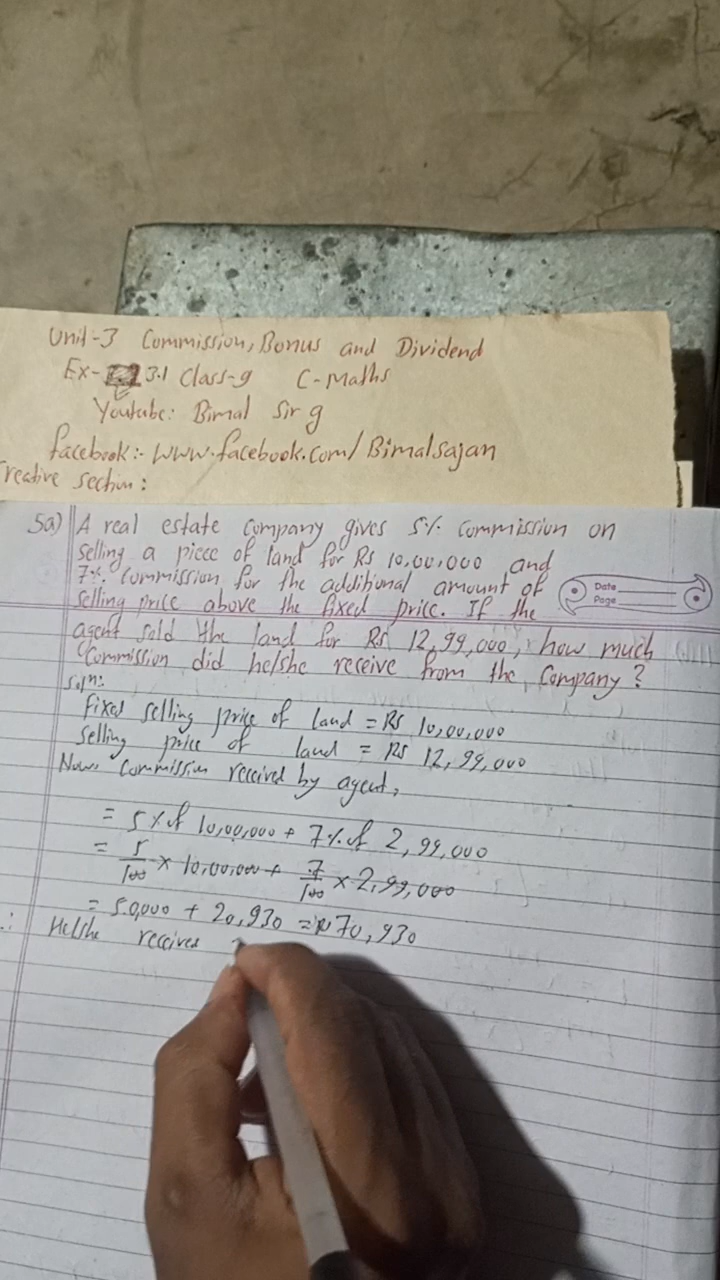 Unit-3 Commission, Bonus and Dividend
Ex- 3.1 Class-9 C-Maths
Youtube: Bimal Sir g
facebook:- www.facebook.com/Bimalsajan
Creative section:
5a) A real estate company gives 5% commission on
selling a piece of land for Rs 10,00,000 and
7% commission for the additional amount of
selling price above the fixed price. If the
agent sold the land for Rs 12,99,000, how much
commission did he/she receive from the company?
Date
Page
Soln:
Fixed selling price of land = Rs 10,00,000
Selling price of land = Rs 12,99,000
Now, Commission received by agent,
= 5% of 10,00,000 + 7% of 2,99,000
= 5/100 × 10,00,000 + 7/100 × 2,99,000
= 50,000 + 20,930 = Rs 70,930
∴ He/she receives